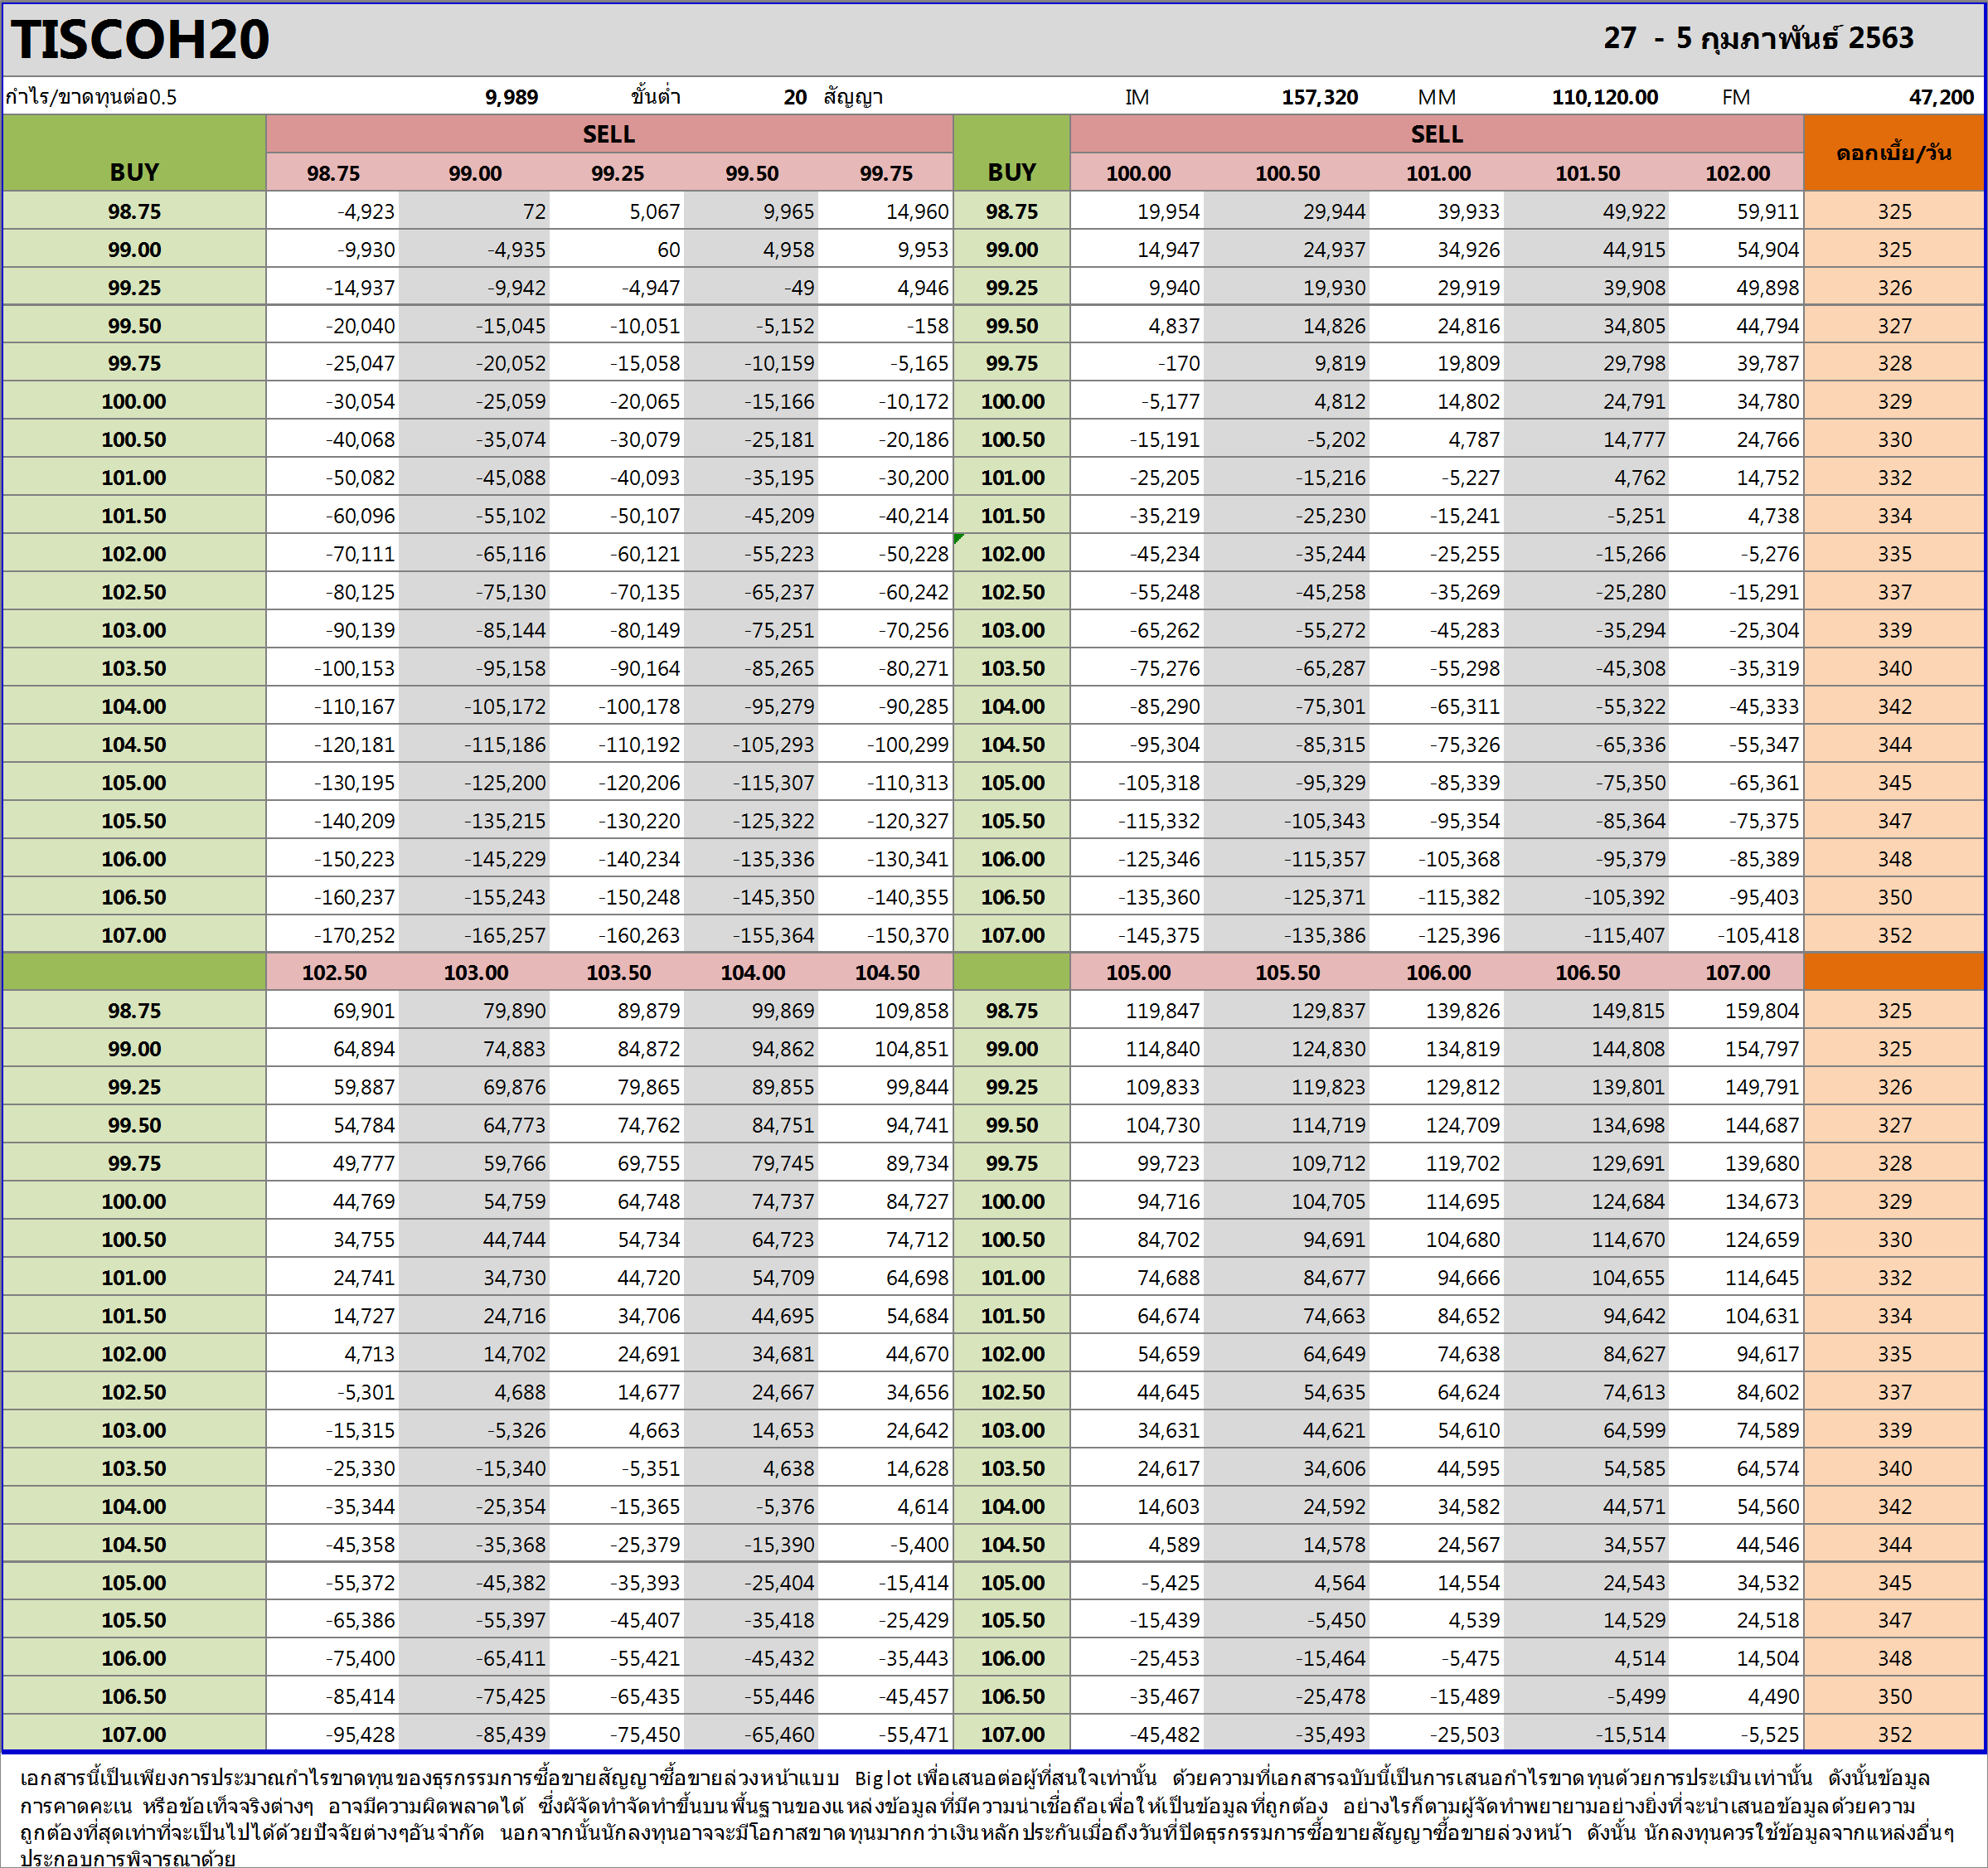 TISCOH20 27 - 5 กุมภาพันธ์ 2563
กำไร/ขาดทุนต่อ0.5 9,989 ขั้นต่ำ 20 สัญญา IM 157,320 MM 110,120.00 FM 47,200
SELL SELL ดอกเบี้ย/วัน
BUY 98.75 99.00 99.25 99.50 99.75 BUY 100.00 100.50 101.00 101.50 102.00
98.75 -4,923 72 5,067 9,965 14,960 98.75 19,954 29,944 39,933 49,922 59,911 325
99.00 -9,930 -4,935 60 4,958 9,953 99.00 14,947 24,937 34,926 44,915 54,904 325
99.25 -14,937 -9,942 -4,947 -49 4,946 99.25 9,940 19,930 29,919 39,908 49,898 326
99.50 -20,040 -15,045 -10,051 -5,152 -158 99.50 4,837 14,826 24,816 34,805 44,794 327
99.75 -25,047 -20,052 -15,058 -10,159 -5,165 99.75 -170 9,819 19,809 29,798 39,787 328
100.00 -30,054 -25,059 -20,065 -15,166 -10,172 100.00 -5,177 4,812 14,802 24,791 34,780 329
100.50 -40,068 -35,074 -30,079 -25,181 -20,186 100.50 -15,191 -5,202 4,787 14,777 24,766 330
101.00 -50,082 -45,088 -40,093 -35,195 -30,200 101.00 -25,205 -15,216 -5,227 4,762 14,752 332
101.50 -60,096 -55,102 -50,107 -45,209 -40,214 101.50 -35,219 -25,230 -15,241 -5,251 4,738 334
102.00 -70,111 -65,116 -60,121 -55,223 -50,228 102.00 -45,234 -35,244 -25,255 -15,266 -5,276 335
102.50 -80,125 -75,130 -70,135 -65,237 -60,242 102.50 -55,248 -45,258 -35,269 -25,280 -15,291 337
103.00 -90,139 -85,144 -80,149 -75,251 -70,256 103.00 -65,262 -55,272 -45,283 -35,294 -25,304 339
103.50 -100,153 -95,158 -90,164 -85,265 -80,271 103.50 -75,276 -65,287 -55,298 -45,308 -35,319 340
104.00 -110,167 -105,172 -100,178 -95,279 -90,285 104.00 -85,290 -75,301 -65,311 -55,322 -45,333 342
104.50 -120,181 -115,186 -110,192 -105,293 -100,299 104.50 -95,304 -85,315 -75,326 -65,336 -55,347 344
105.00 -130,195 -125,200 -120,206 -115,307 -110,313 105.00 -105,318 -95,329 -85,339 -75,350 -65,361 345
105.50 -140,209 -135,215 -130,220 -125,322 -120,327 105.50 -115,332 -105,343 -95,354 -85,364 -75,375 347
106.00 -150,223 -145,229 -140,234 -135,336 -130,341 106.00 -125,346 -115,357 -105,368 -95,379 -85,389 348
106.50 -160,237 -155,243 -150,248 -145,350 -140,355 106.50 -135,360 -125,371 -115,382 -105,392 -95,403 350
107.00 -170,252 -165,257 -160,263 -155,364 -150,370 107.00 -145,375 -135,386 -125,396 -115,407 -105,418 352
102.50 103.00 103.50 104.00 104.50 105.00 105.50 106.00 106.50 107.00
98.75 69,901 79,890 89,879 99,869 109,858 98.75 119,847 129,837 139,826 149,815 159,804 325
99.00 64,894 74,883 84,872 94,862 104,851 99.00 114,840 124,830 134,819 144,808 154,797 325
99.25 59,887 69,876 79,865 89,855 99,844 99.25 109,833 119,823 129,812 139,801 149,791 326
99.50 54,784 64,773 74,762 84,751 94,741 99.50 104,730 114,719 124,709 134,698 144,687 327
99.75 49,777 59,766 69,755 79,745 89,734 99.75 99,723 109,712 119,702 129,691 139,680 328
100.00 44,769 54,759 64,748 74,737 84,727 100.00 94,716 104,705 114,695 124,684 134,673 329
100.50 34,755 44,744 54,734 64,723 74,712 100.50 84,702 94,691 104,680 114,670 124,659 330
101.00 24,741 34,730 44,720 54,709 64,698 101.00 74,688 84,677 94,666 104,655 114,645 332
101.50 14,727 24,716 34,706 44,695 54,684 101.50 64,674 74,663 84,652 94,642 104,631 334
102.00 4,713 14,702 24,691 34,681 44,670 102.00 54,659 64,649 74,638 84,627 94,617 335
102.50 -5,301 4,688 14,677 24,667 34,656 102.50 44,645 54,635 64,624 74,613 84,602 337
103.00 -15,315 -5,326 4,663 14,653 24,642 103.00 34,631 44,621 54,610 64,599 74,589 339
103.50 -25,330 -15,340 -5,351 4,638 14,628 103.50 24,617 34,606 44,595 54,585 64,574 340
104.00 -35,344 -25,354 -15,365 -5,376 4,614 104.00 14,603 24,592 34,582 44,571 54,560 342
104.50 -45,358 -35,368 -25,379 -15,390 -5,400 104.50 4,589 14,578 24,567 34,557 44,546 344
105.00 -55,372 -45,382 -35,393 -25,404 -15,414 105.00 -5,425 4,564 14,554 24,543 34,532 345
105.50 -65,386 -55,397 -45,407 -35,418 -25,429 105.50 -15,439 -5,450 4,539 14,529 24,518 347
106.00 -75,400 -65,411 -55,421 -45,432 -35,443 106.00 -25,453 -15,464 -5,475 4,514 14,504 348
106.50 -85,414 -75,425 -65,435 -55,446 -45,457 106.50 -35,467 -25,478 -15,489 -5,499 4,490 350
107.00 -95,428 -85,439 -75,450 -65,460 -55,471 107.00 -45,482 -35,493 -25,503 -15,514 -5,525 352
เอกสารนี้เป็นเพียงการประมาณกำไรขาดทุนของธุรกรรมการซื้อขายสัญญาซื้อขายล่วงหน้าแบบ Big lot เพื่อเสนอต่อผู้ที่สนใจเท่านั้น ด้วยความที่เอกสารฉบับนี้เป็นการเสนอกำไรขาดทุนด้วยการประเมินเท่านั้น ดังนั้นข้อมูล
การคาดคะเน หรือข้อเท็จจริงต่างๆ อาจมีความผิดพลาดได้ ซึ่งผัจัดทำจัดทำขึ้นบนพื้นฐานของแหล่งข้อมูลที่มีความน่าเชื่อถือเพื่อให้เป็นข้อมูลที่ถูกต้อง อย่างไรก็ตามผู้จัดทำพยายามอย่างยิ่งที่จะนำเสนอข้อมูลด้วยความ
ถูกต้องที่สุดเท่าที่จะเป็นไปได้ด้วยปัจจัยต่างๆอันจำกัด นอกจากนั้นนักลงทุนอาจจะมีโอกาสขาดทุนมากกว่าเงินหลักประกันเมื่อถึงวันที่ปิดธุรกรรมการซื้อขายสัญญาซื้อขายล่วงหน้า ดังนั้น นักลงทุนควรใช้ข้อมูลจากแหล่งอื่นๆ
ประกอบการพิจารณาด้วย